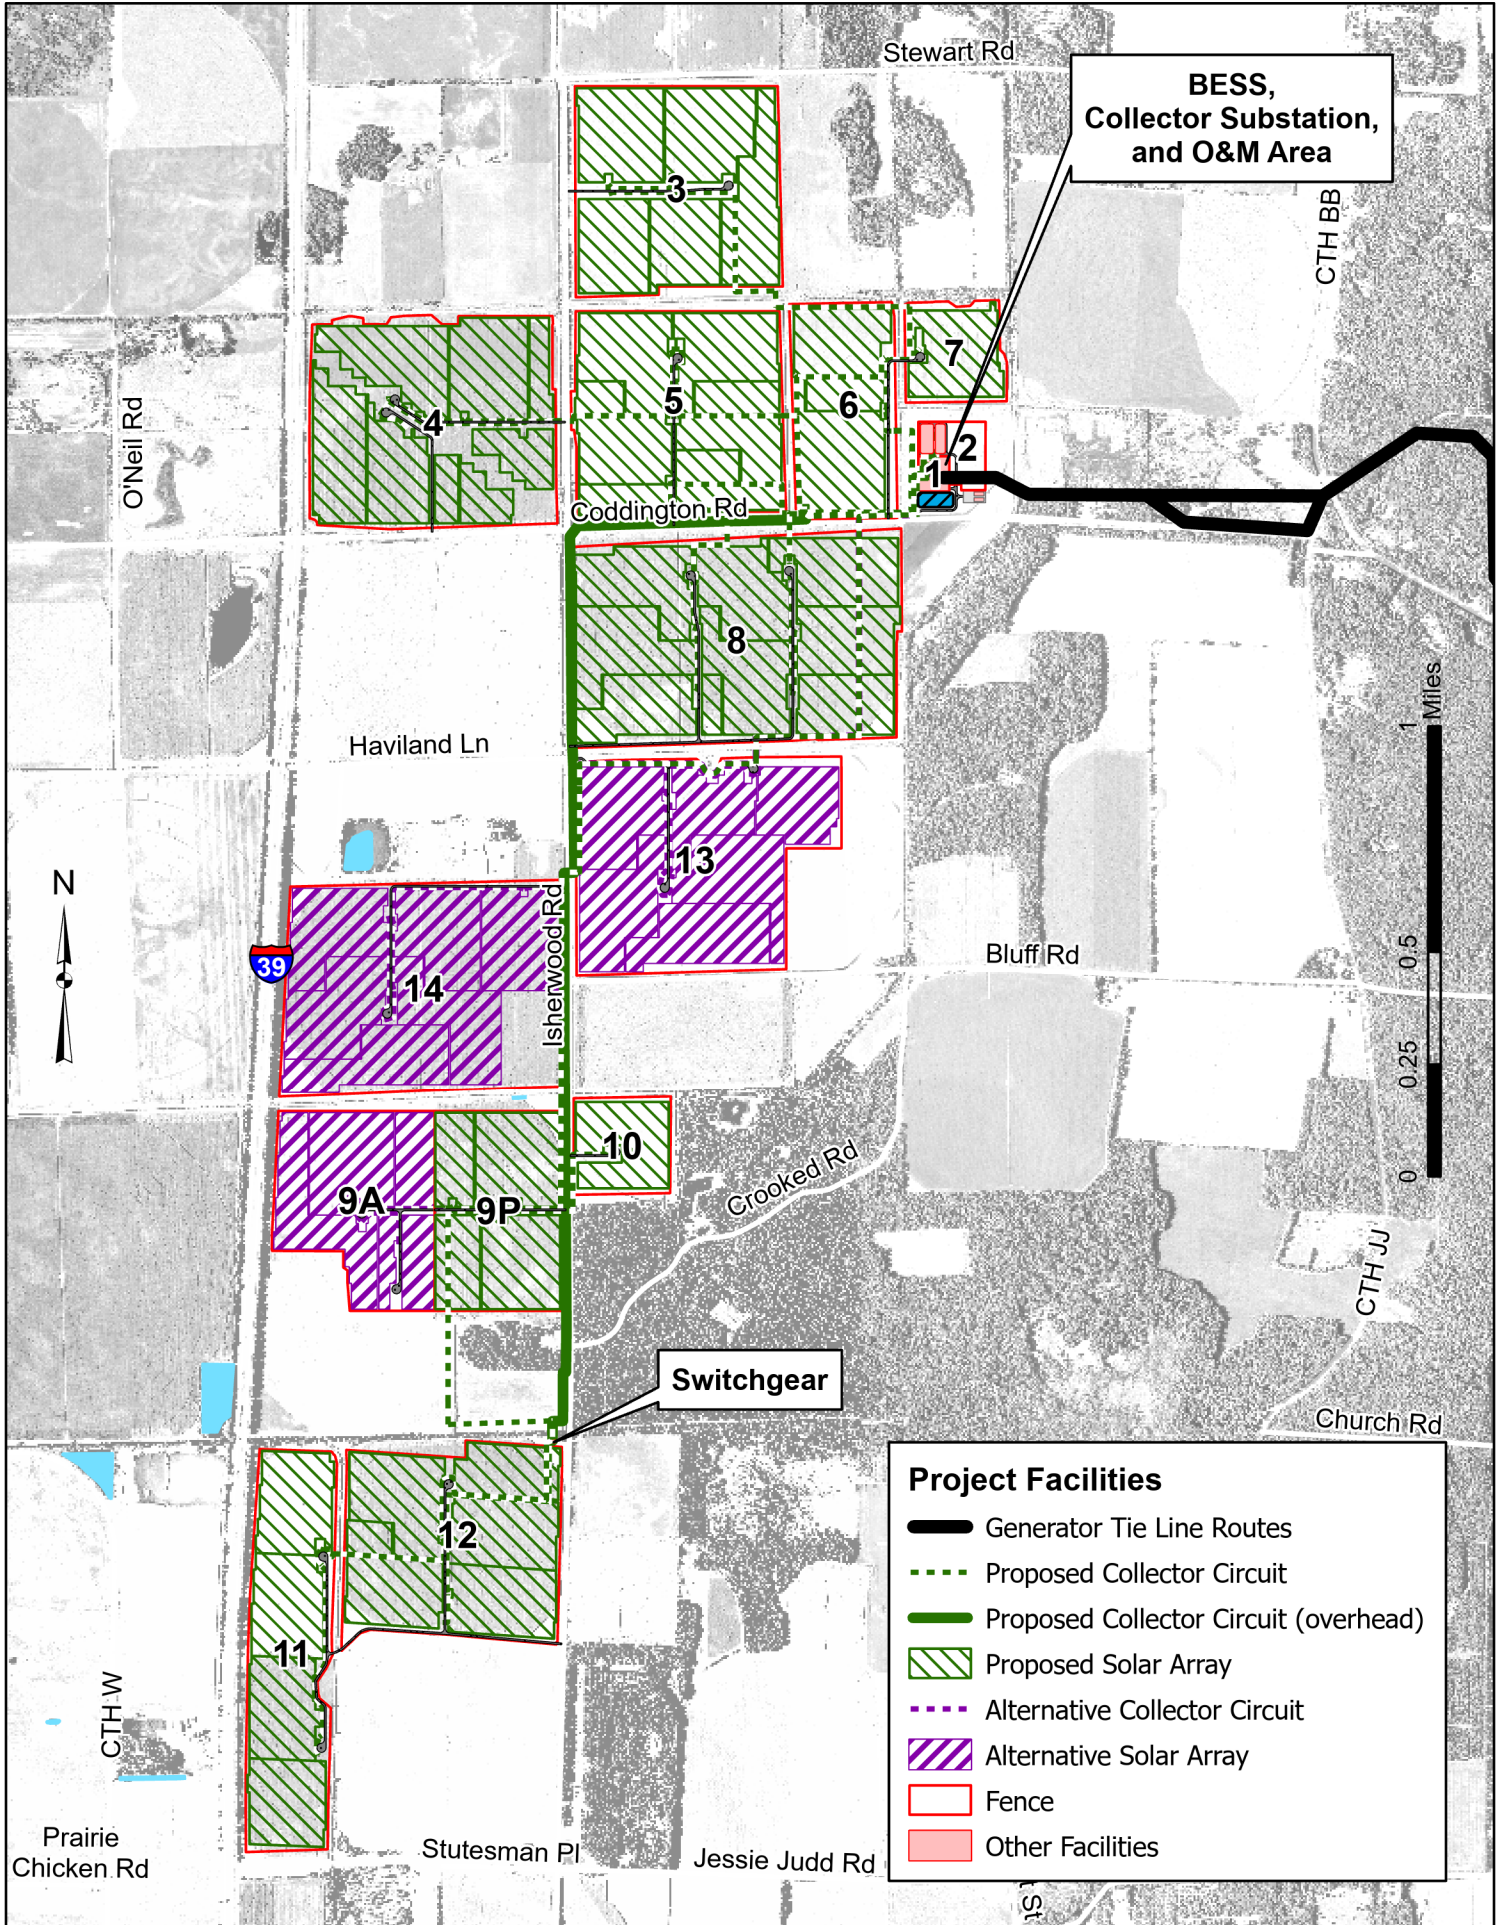 Stewart Rd
BESS,
Collector Substation,
and O&M Area
CTH BB
3
7
5
6
4
O'Neil Rd
2
1
Coddington Rd
8
1
Miles
Haviland Ln
13
N
Isherwood Rd
0.5
Bluff Rd
39
14
0.25
10
Crooked Rd
0
9A
9P
CTH JJ
Switchgear
Church Rd
12
11
CTH W
Prairie
Chicken Rd
Stutesman Pl
Jessie Judd Rd
t St
Project Facilities
Generator Tie Line Routes
Proposed Collector Circuit
Proposed Collector Circuit (overhead)
Proposed Solar Array
Alternative Collector Circuit
Alternative Solar Array
Fence
Other Facilities